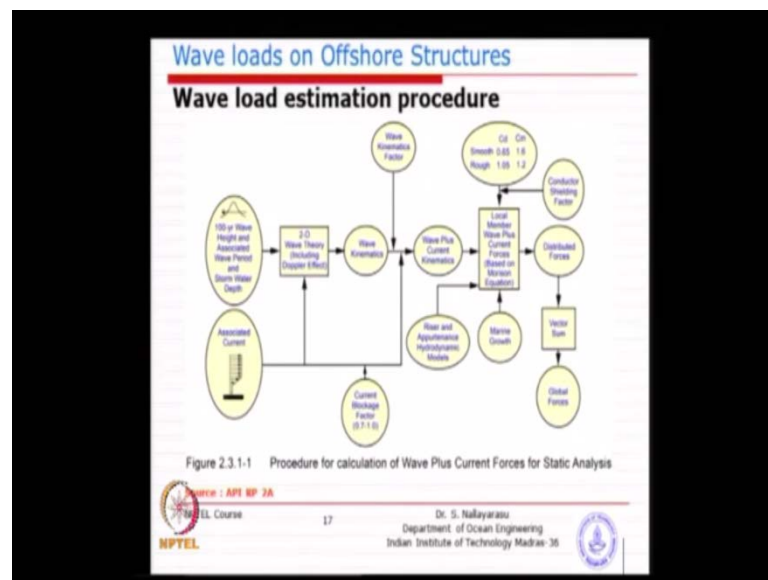 Wave loads on Offshore Structures
Wave load estimation procedure
Wave
Kinematics
Factor
Cd Cm
Smooth 0.65 1.6
Rough 1.05 1.2
Conductor
Shielding
Factor
100-yr Wave
Height and
Associated
Wave Period
and
Storm Water
Depth
2-D
Wave Theory
(Including
Doppler Effect)
Wave
Kinematics
Wave Plus
Current
Kinematics
Local
Member
Wave Plus
Current
Forces
(Based on
Morison
Equation)
Distributed
Forces
Associated
Current
Riser and
Appurtenance
Hydrodynamic
Models
Marine
Growth
Vector
Sum
Current
Blockage
Factor
(0.7-1.0)
Global
Forces
Figure 2.3.1-1 Procedure for calculation of Wave Plus Current Forces for Static Analysis
Source : API RP 2A
NPTEL Course
17
Dr. S. Nallayarasu
Department of Ocean Engineering
Indian Institute of Technology Madras-36
NPTEL